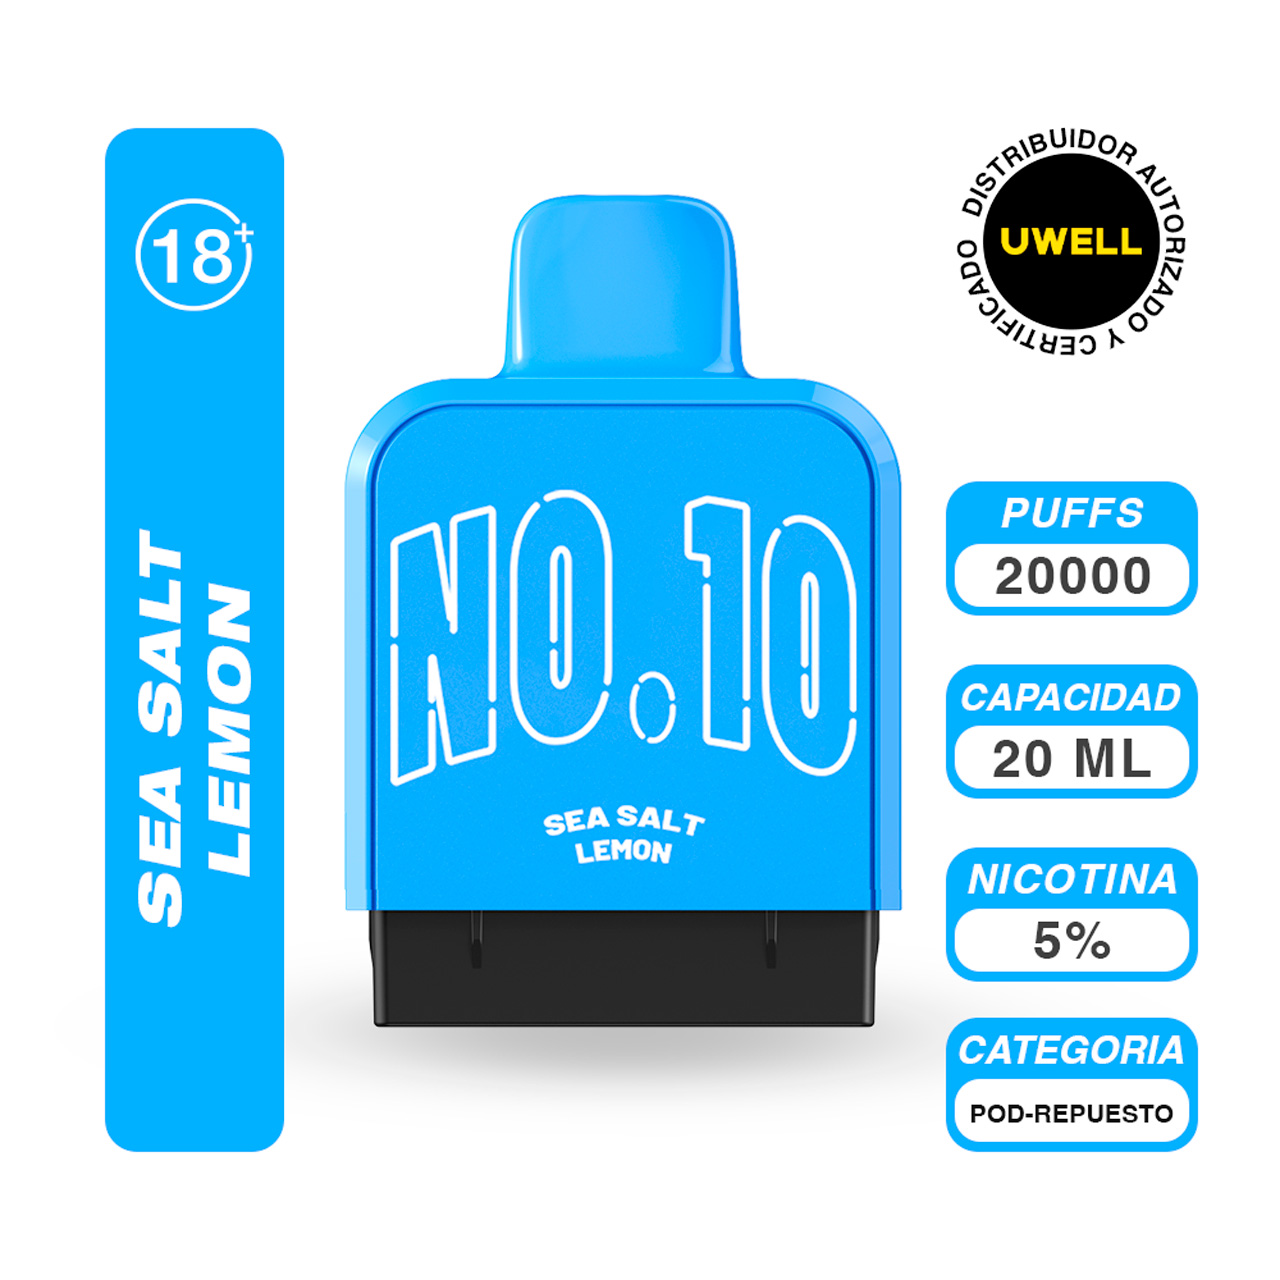 18+
SEA SALT
LEMON
NO.10
SEA SALT
LEMON
DISTRIBUIDOR AUTORIZADO Y CERTIFICADO
UWELL
PUFFS
20000
CAPACIDAD
20 ML
NICOTINA
5%
CATEGORIA
POD-REPUESTO